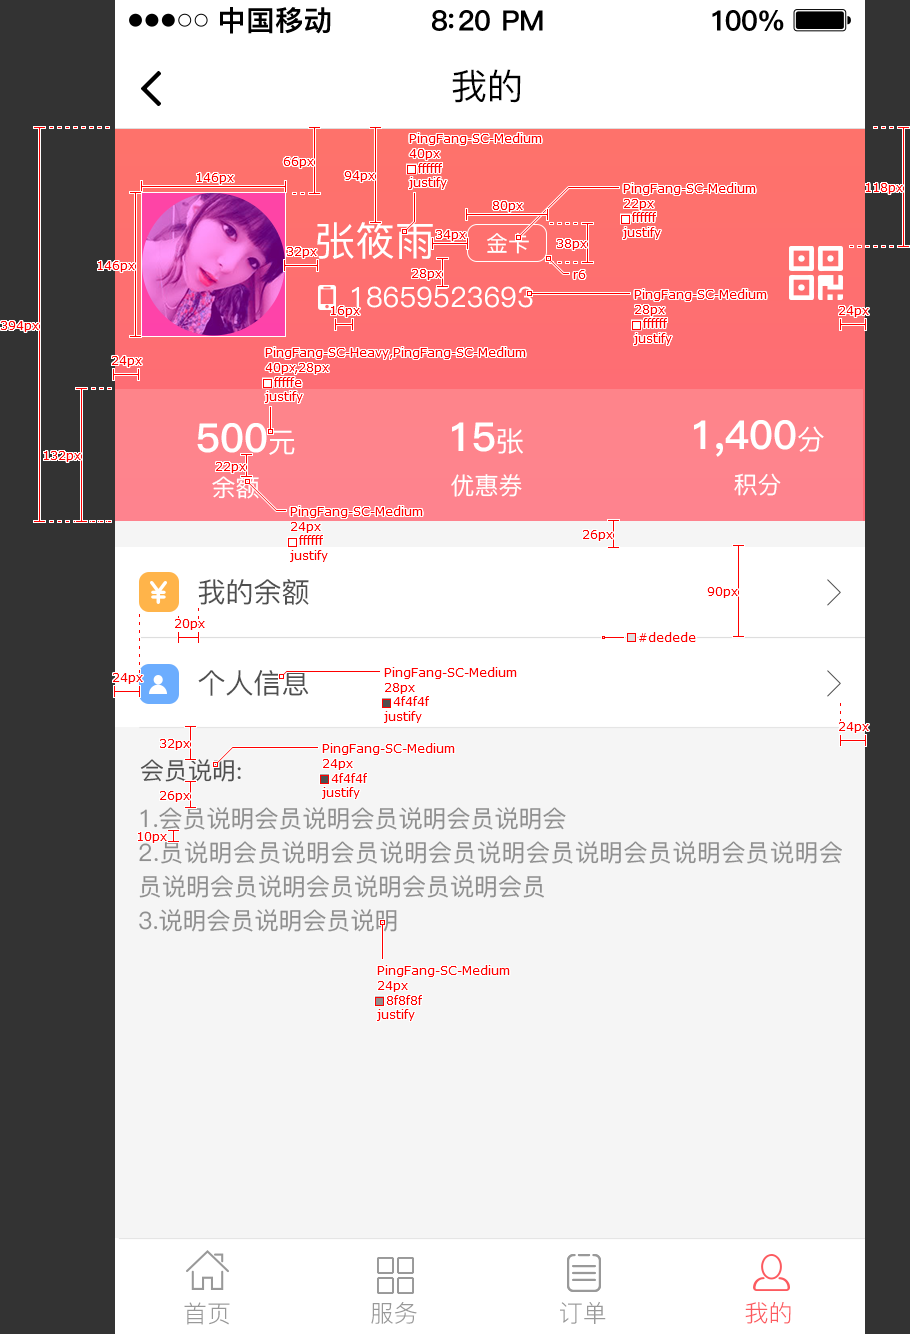 中国移动 8:20 PM 100%
我的
PingFang-SC-Medium
40px
ffffff
justify
66px
94px
146px
PingFang-SC-Medium
22px
ffffff
justify
118px
80px
张筱雨
34px
金卡
38px
146px
32px
28px
r6
18659523693
PingFang-SC-Medium
28px
ffffff
justify
16px
24px
394px
PingFang-SC-Heavy,PingFang-SC-Medium
40px,28px
fffffe
justify
24px
500元
15张
1,400分
132px
22px
余额
优惠券
积分
PingFang-SC-Medium
24px
ffffff
justify
26px
我的余额
90px
20px
#dedede
24px
个人信息
PingFang-SC-Medium
28px
4f4f4f
justify
24px
32px
PingFang-SC-Medium
24px
4f4f4f
justify
会员说明:
26px
1.会员说明会员说明会员说明会员说明会
10px
2.员说明会员说明会员说明会员说明会员说明会员说明会员说明会
员说明会员说明会员说明会员说明会员
3.说明会员说明会员说明
PingFang-SC-Medium
24px
8f8f8f
justify
首页 服务 订单 我的